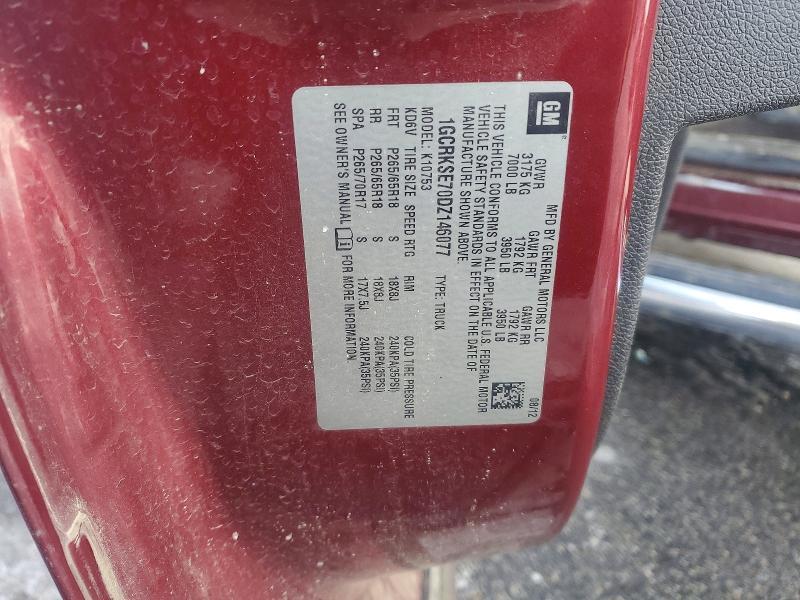 GM
MFD BY GENERAL MOTORS LLC
08/12
GVWR GAWR FRT GAWR RR
3175 KG 1792 KG 1792 KG
7000 LB 3950 LB 3950 LB
THIS VEHICLE CONFORMS TO ALL APPLICABLE U.S. FEDERAL MOTOR
VEHICLE SAFETY STANDARDS IN EFFECT ON THE DATE OF
MANUFACTURE SHOWN ABOVE.
1GCRKSE70DZ146077
TYPE: TRUCK
MODEL: K10753
KD6V TIRE SIZE SPEED RTG RIM COLD TIRE PRESSURE
FRT P265/65R18 S 18X8J 240KPA(35PSI)
RR P265/65R18 S 18X8J 240KPA(35PSI)
SPA P265/70R17 S 17X7.5J 240KPA(35PSI)
SEE OWNER'S MANUAL FOR MORE INFORMATION.